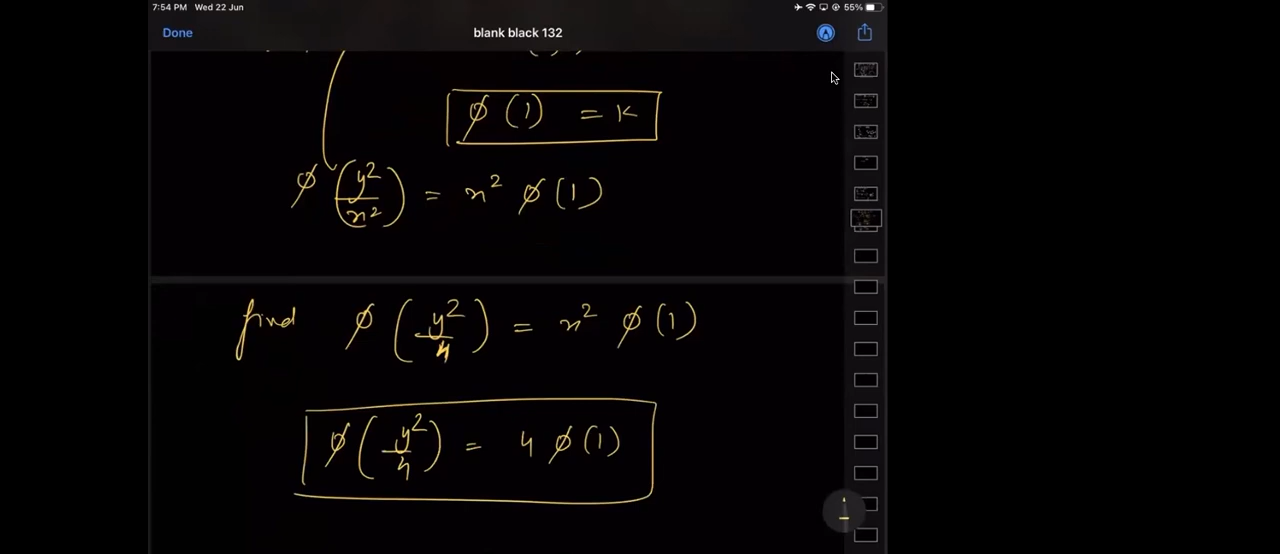 7:54 PM Wed 22 Jun 55%
Done blank black 132
φ(1) = K
φ(y²/x²) = x² φ(1)
find φ(y²/4) = x² φ(1)
φ(y²/4) = 4 φ(1)